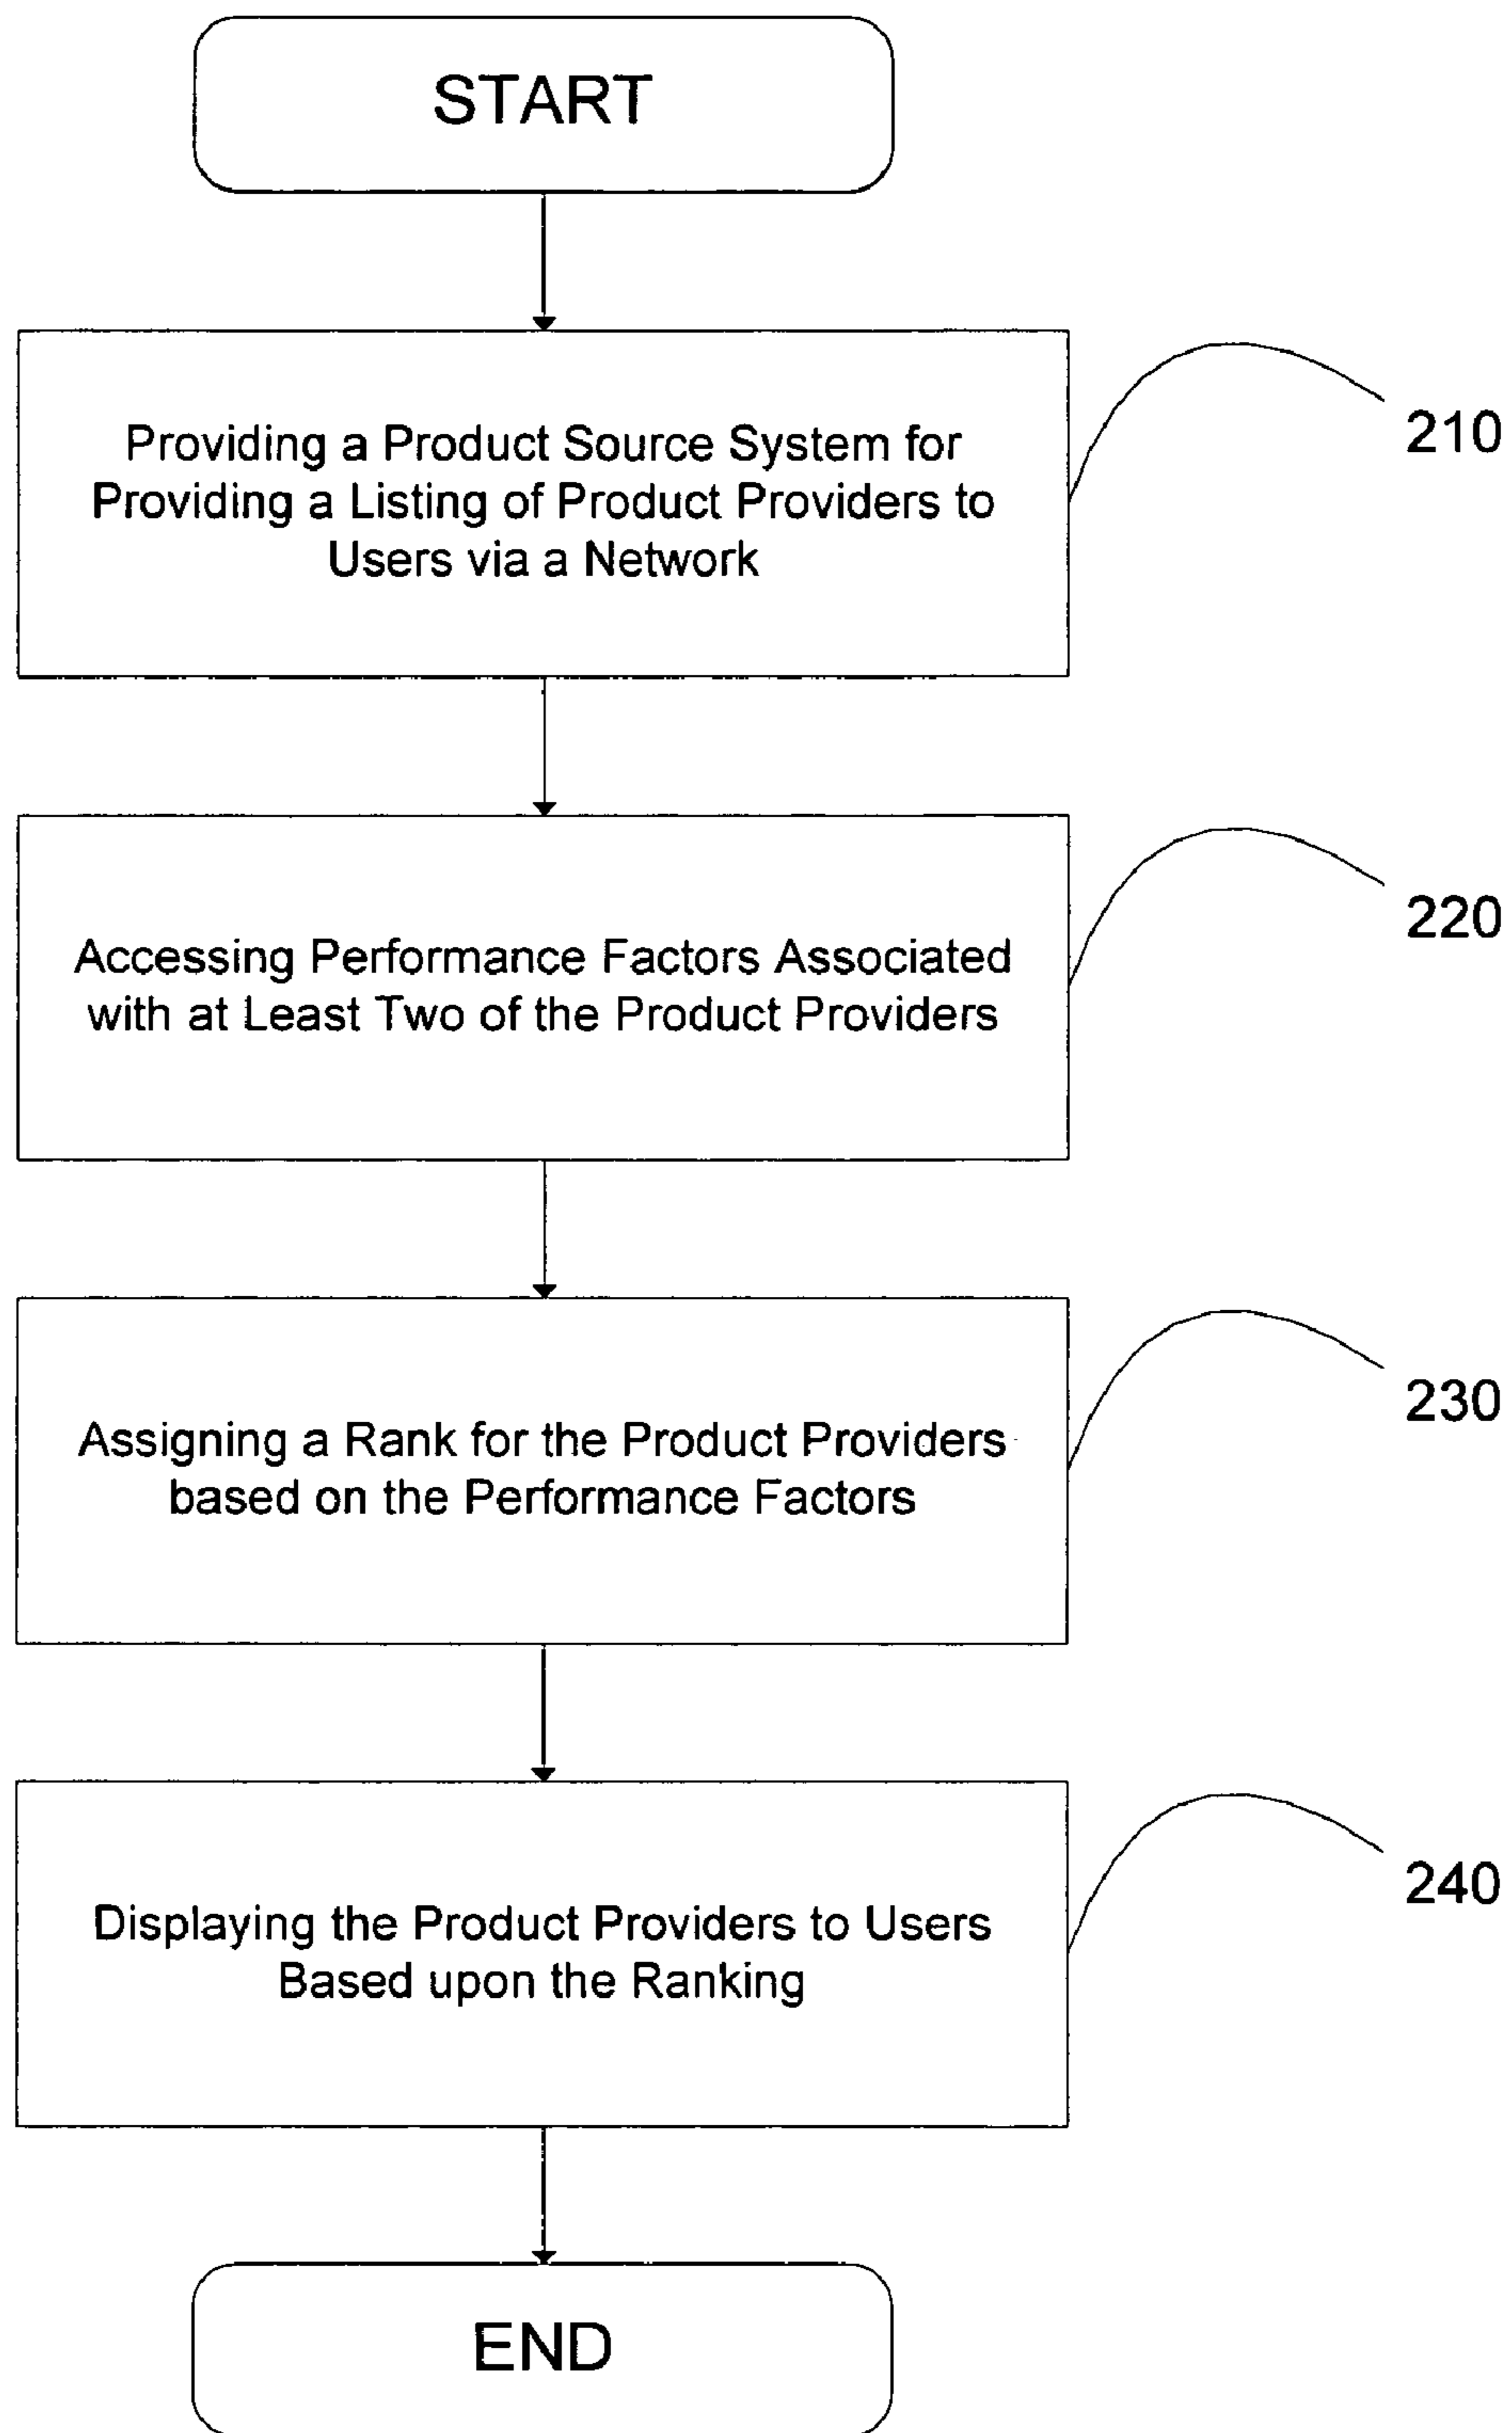 START
Providing a Product Source System for
Providing a Listing of Product Providers to
Users via a Network
210
Accessing Performance Factors Associated
with at Least Two of the Product Providers
220
Assigning a Rank for the Product Providers
based on the Performance Factors
230
Displaying the Product Providers to Users
Based upon the Ranking
240
END